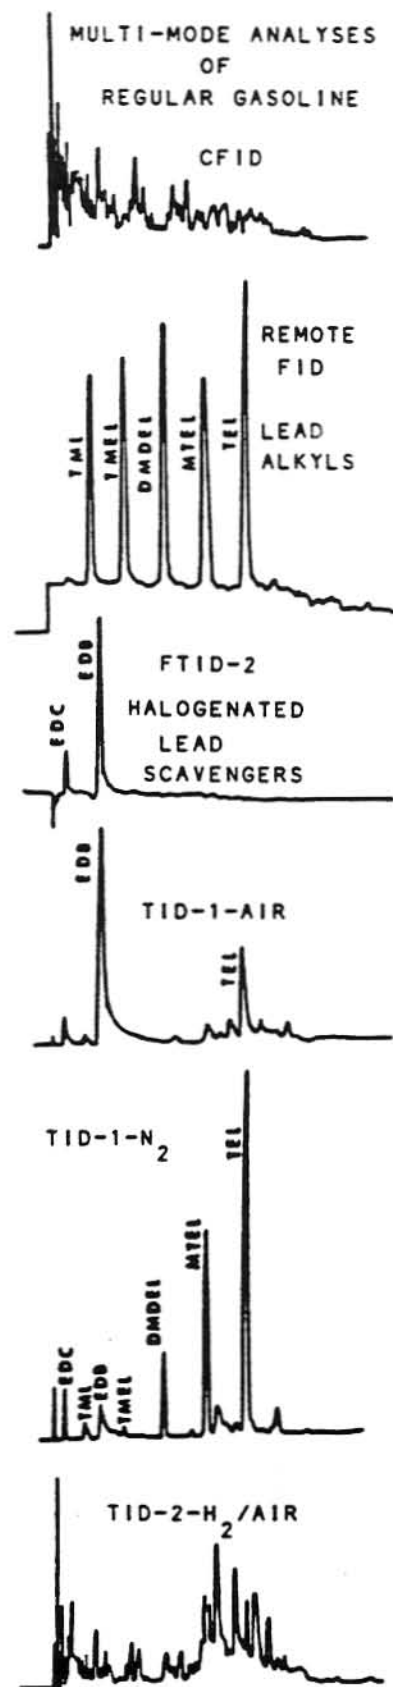 MULTI-MODE ANALYSES
OF
REGULAR GASOLINE
CFID
REMOTE
FID
LEAD
ALKYLS
TML
TMEL
DMDEL
MTEL
TEL
FTID-2
HALOGENATED
LEAD
SCAVENGERS
EDC
EDB
TID-1-AIR
EDB
TEL
TID-1-N2
EDC
TML
EDB
TMEL
DMDEL
MTEL
TEL
TID-2-H2/AIR